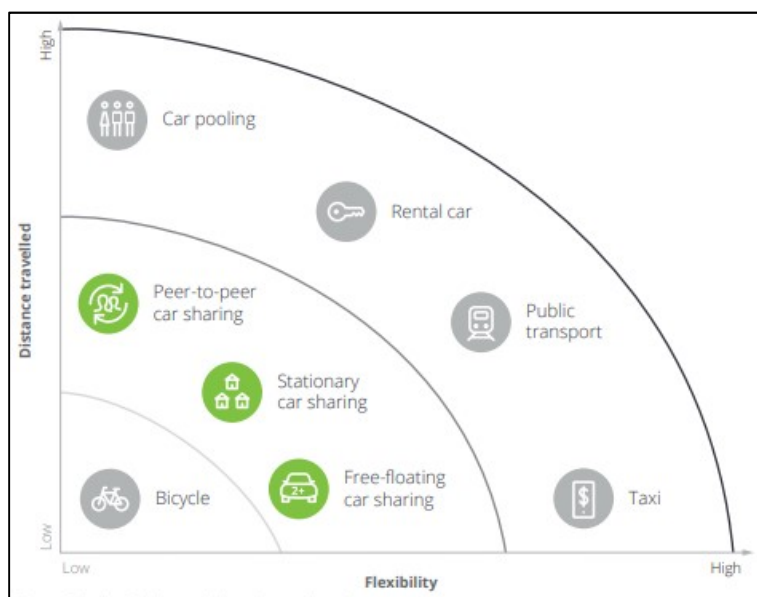 High
Car pooling
Rental car
Distance travelled
Peer-to-peer
car sharing
Public
transport
Stationary
car sharing
Free-floating
car sharing
2+
Bicycle
$
Taxi
Low
Low
High
Flexibility